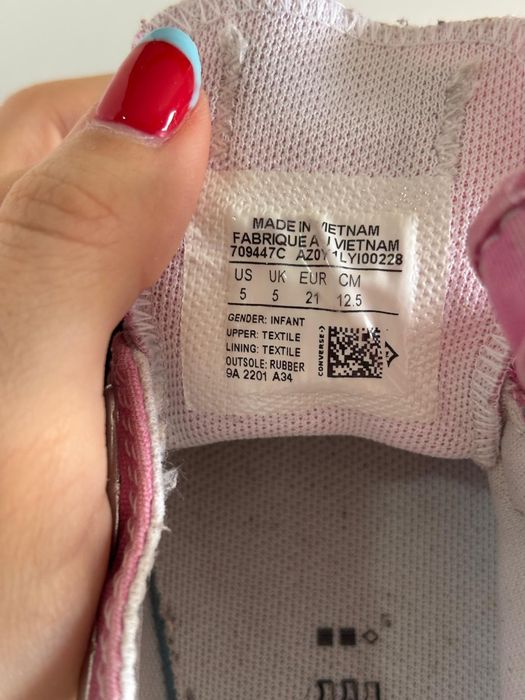 MADE IN VIETNAM
FABRIQUE A VIETNAM
709447C AZ0Y1LYI00228
US UK EUR CM
5 5 21 12.5
GENDER: INFANT
UPPER: TEXTILE
LINING: TEXTILE
OUTSOLE: RUBBER
9A 2201 A34
CONVERSE